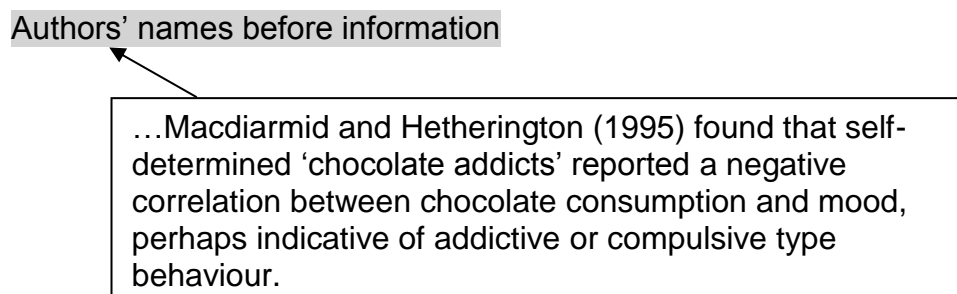 Authors’ names before information
…Macdiarmid and Hetherington (1995) found that self-
determined ‘chocolate addicts’ reported a negative
correlation between chocolate consumption and mood,
perhaps indicative of addictive or compulsive type
behaviour.